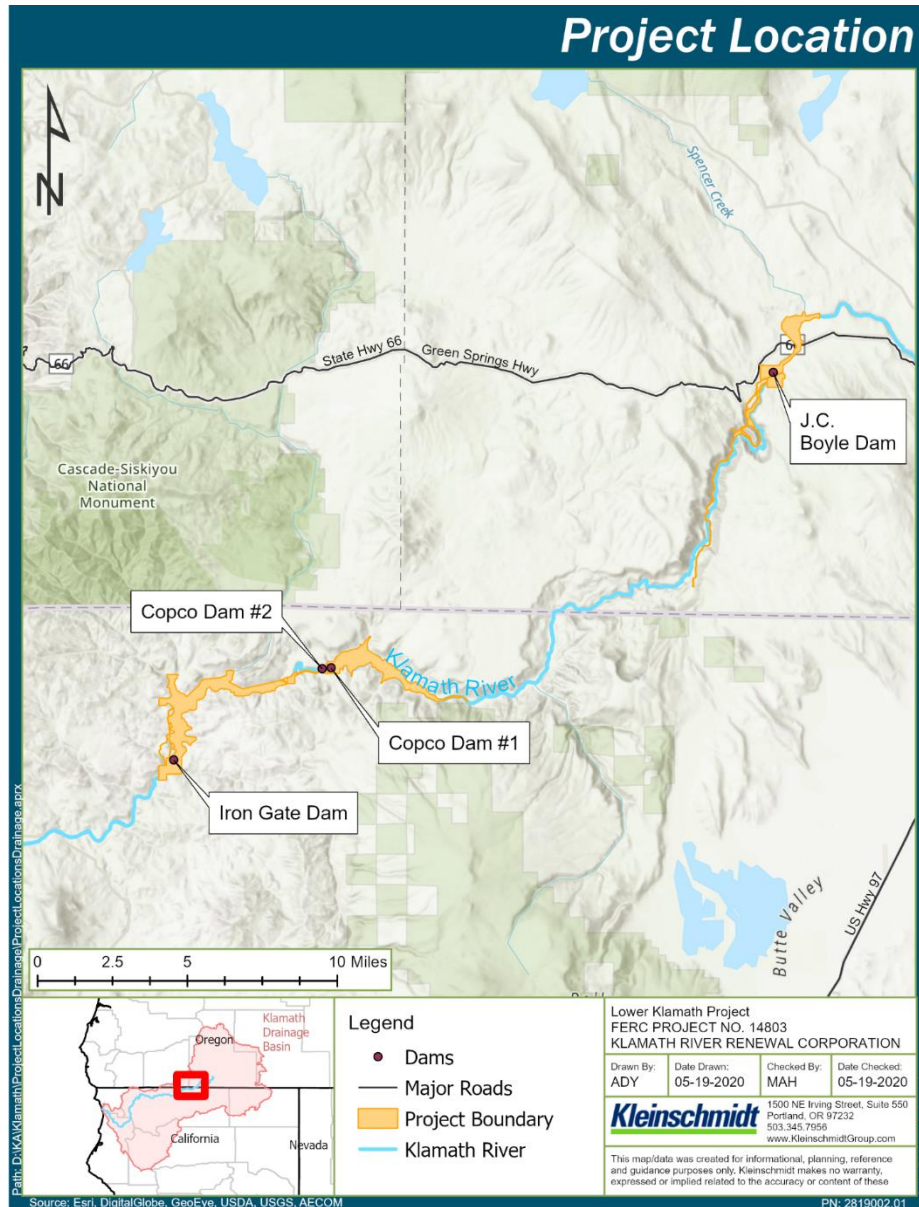 Project Location
N
Spencer Creek
66
State Hwy 66
Green Springs Hwy
J.C.
Boyle Dam
Cascade-Siskiyou
National
Monument
Copco Dam #2
Klamath River
Copco Dam #1
Iron Gate Dam
Butte Valley
US Hwy 97
0 2.5 5 10 Miles
Klamath
Drainage
Basin
Oregon
California
Nevada
Legend
Dams
Major Roads
Project Boundary
Klamath River
Lower Klamath Project
FERC PROJECT NO. 14803
KLAMATH RIVER RENEWAL CORPORATION
Drawn By:
ADY
Date Drawn:
05-19-2020
Checked By:
MAH
Date Checked:
05-19-2020
Kleinschmidt
1500 NE Irving Street, Suite 550
Portland, OR 97232
503.345.7956
www.KleinschmidtGroup.com
This map/data was created for informational, planning, reference
and guidance purposes only. Kleinschmidt makes no warranty,
expressed or implied related to the accuracy or content of these
Path: D:\KA\Klamath\ProjectLocationsDrainage\ProjectLocationsDrainage.aprx
Source: Esri, DigitalGlobe, GeoEye, USDA, USGS, AECOM
PN: 2819002.01